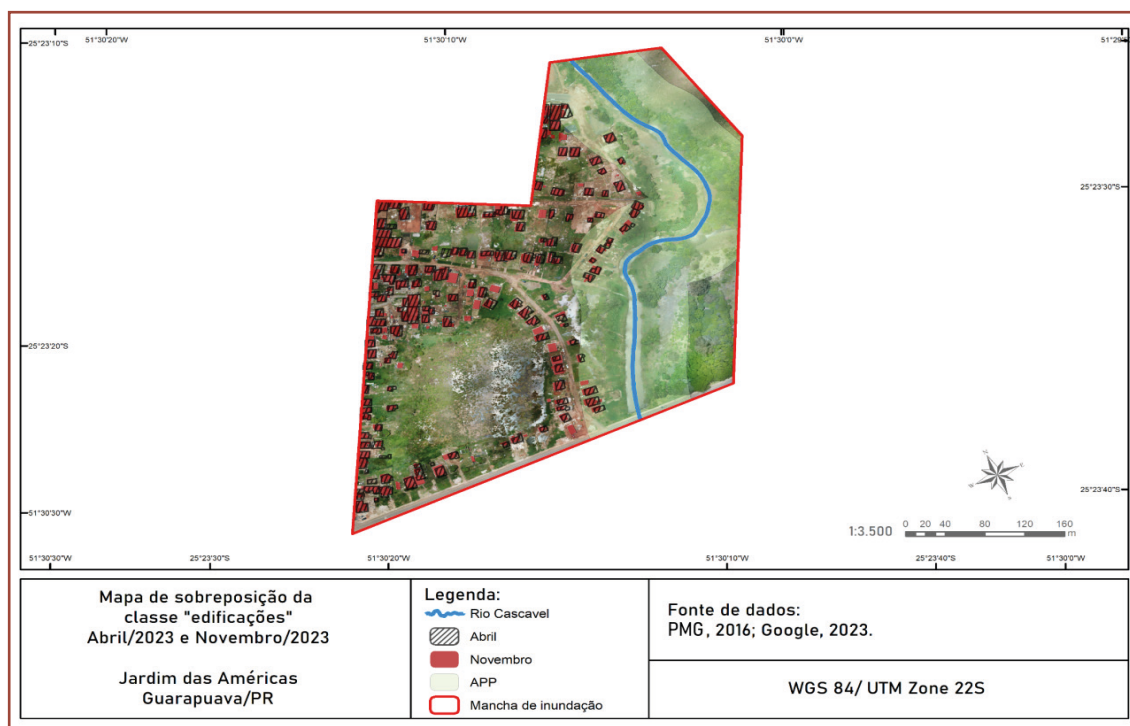 51°30'20"W
51°30'10"W
51°30'0"W
25°23'10"S
25°23'30"S
25°23'20"S
25°23'40"S
51°30'30"W
1:3.500
0 20 40 80 120 160
m
51°30'30"W
25°23'30"S
51°30'20"W
51°30'10"W
25°23'40"S
51°30'0"W
Mapa de sobreposição da
classe "edificações"
Abril/2023 e Novembro/2023
Jardim das Américas
Guarapuava/PR
Legenda:
Rio Cascavel
Abril
Novembro
APP
Mancha de inundação
Fonte de dados:
PMG, 2016; Google, 2023.
WGS 84/ UTM Zone 22S